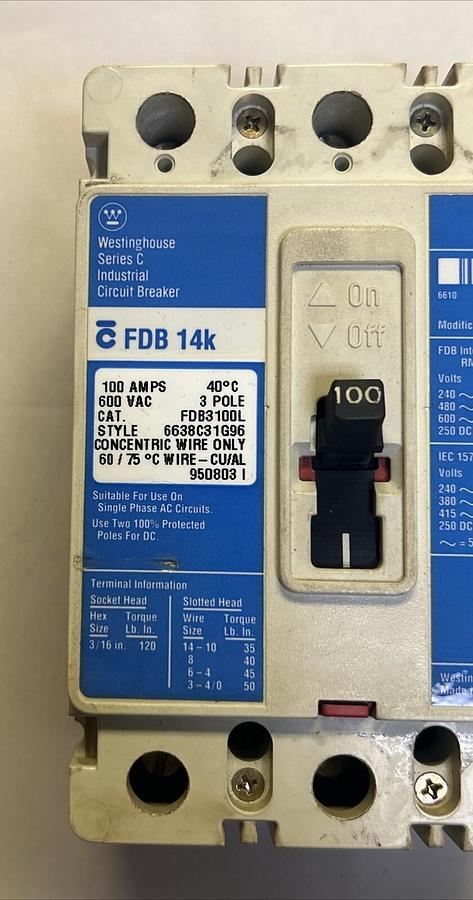 Westinghouse
Series C
Industrial
Circuit Breaker
C FDB 14k
100 AMPS 40°C
600 VAC 3 POLE
CAT. FDB3100L
STYLE 6638C31G96
CONCENTRIC WIRE ONLY
60 / 75 °C WIRE-CU/AL
950803 I
Suitable For Use On
Single Phase AC Circuits.
Use Two 100% Protected
Poles For DC.
Terminal Information
Socket Head Slotted Head
Hex Torque Wire Torque
Size Lb. In. Size Lb. In.
3/16 in. 120 14 - 10 35
8 40
6 - 4 45
3 - 4/0 50
△ On
▽ Off
100
6610
FDB
Volts
240 ~
480 ~
600 ~
250 DC
IEC 157
Volts
240 ~
380 ~
415 ~
250 DC
Made